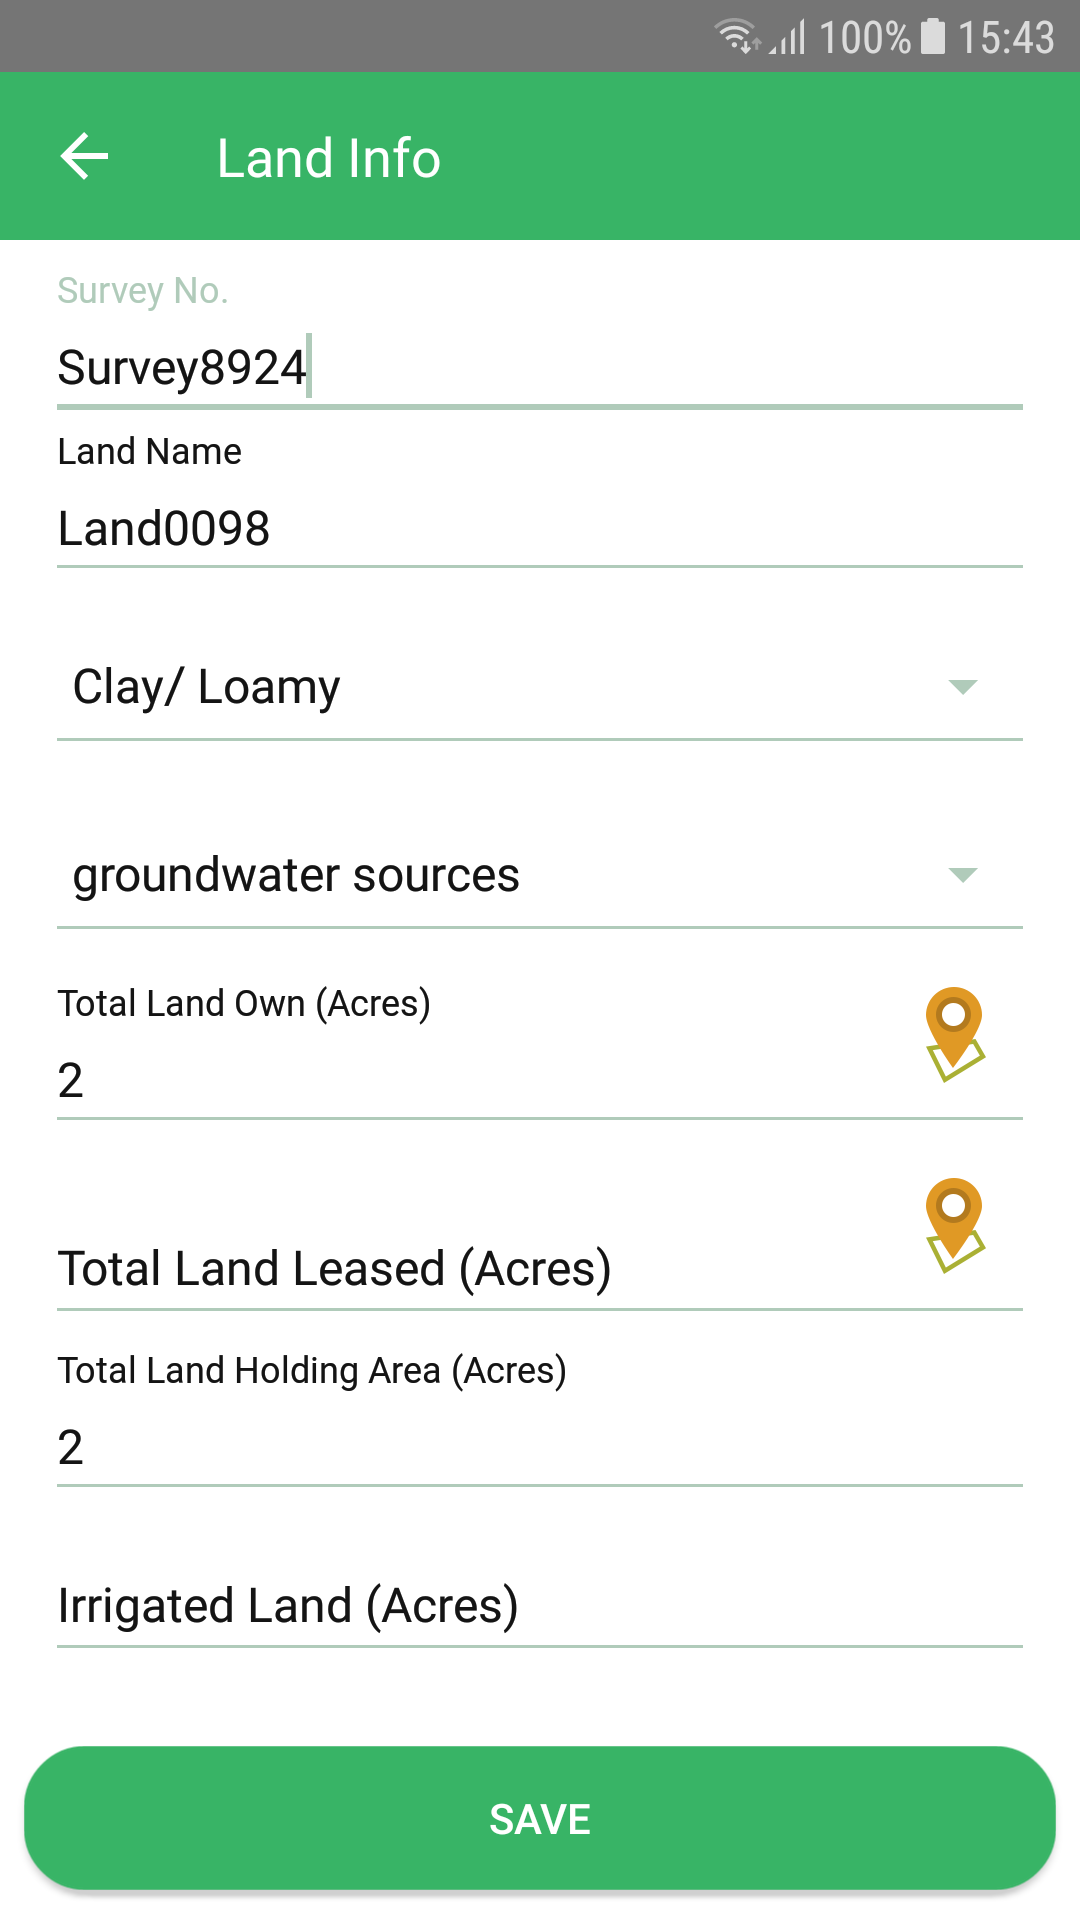 100% 15:43
Land Info
Survey No.
Survey8924
Land Name
Land0098
Clay/ Loamy
groundwater sources
Total Land Own (Acres)
2
Total Land Leased (Acres)
Total Land Holding Area (Acres)
2
Irrigated Land (Acres)
SAVE